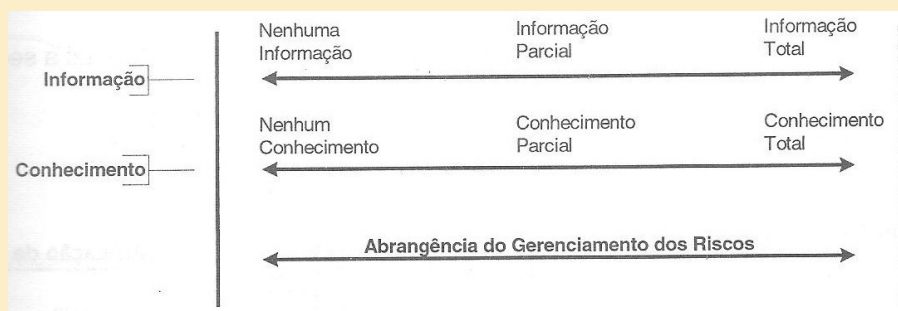 Nenhuma
Informação
Informação
Parcial
Informação
Total
Informação
Nenhum
Conhecimento
Conhecimento
Parcial
Conhecimento
Total
Conhecimento
Abrangência do Gerenciamento dos Riscos